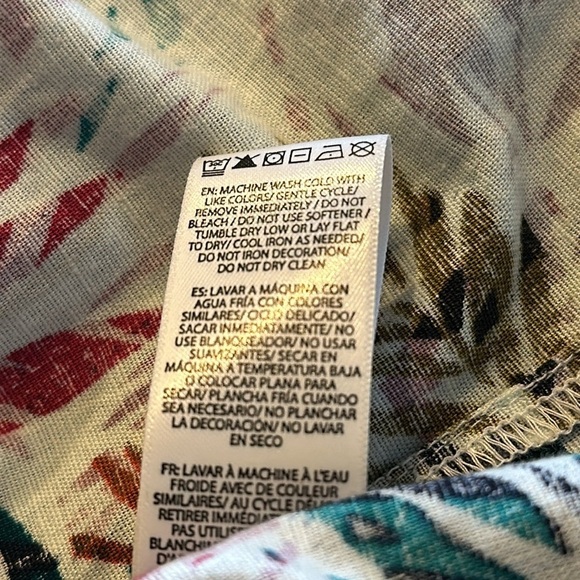 EN: MACHINE WASH COLD WITH
LIKE COLORS/ GENTLE CYCLE/
REMOVE IMMEDIATELY / DO NOT
BLEACH / DO NOT USE SOFTENER /
TUMBLE DRY LOW OR LAY FLAT
TO DRY/ COOL IRON AS NEEDED/
DO NOT IRON DECORATION/
DO NOT DRY CLEAN
ES: LAVAR A MÁQUINA CON
AGUA FRÍA CON COLORES
SIMILARES/ CICLO DELICADO/
SACAR INMEDIATAMENTE/ NO
USE BLANQUEADOR/ NO USAR
SUAVIZANTES/ SECAR EN
MÁQUINA A TEMPERATURA BAJA
O COLOCAR PLANA PARA
SECAR/ PLANCHA FRÍA CUANDO
SEA NECESARIO/ NO PLANCHAR
LA DECORACIÓN/ NO LAVAR
EN SECO
FR: LAVAR À MACHINE À L'EAU
FROIDE AVEC DE COULEUR
SIMILAIRES/ AU CYCLE
RETIRER
PAS